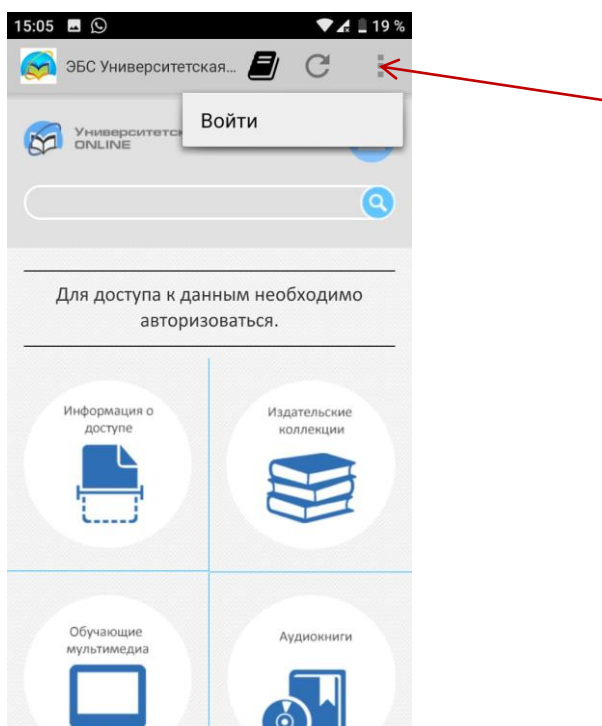 15:05 19 %
ЭБС Университетская...
Войти
Университетс
ONLINE
Для доступа к данным необходимо
авторизоваться.
Информация о
доступе
Издательские
коллекции
Обучающие
мультимедиа
Аудиокниги